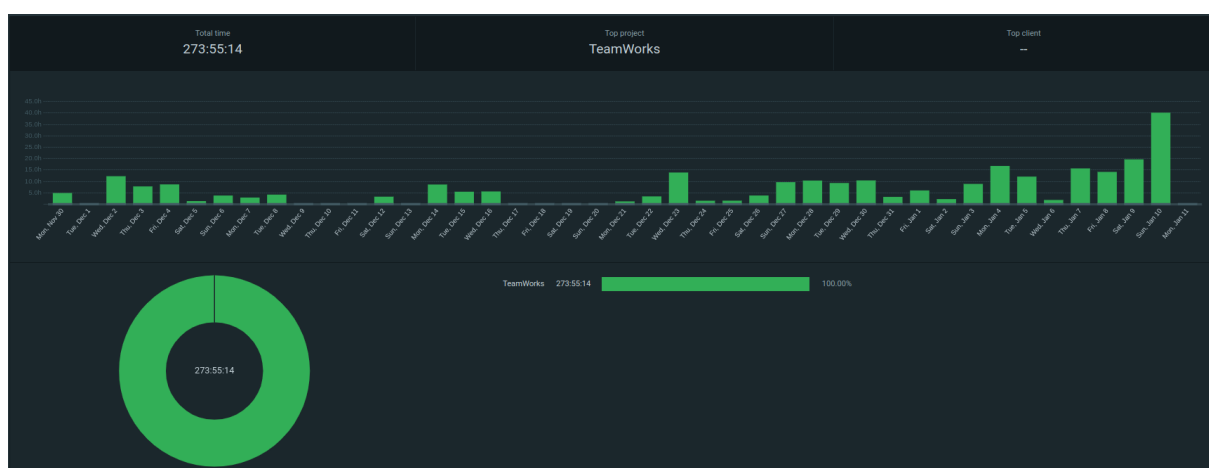 Total time
273:55:14
Top project
TeamWorks
Top client
--
45.0h
40.0h
35.0h
30.0h
25.0h
20.0h
15.0h
10.0h
5.0h
Mon, Nov 30
Tue, Dec 1
Wed, Dec 2
Thu, Dec 3
Fri, Dec 4
Sat, Dec 5
Sun, Dec 6
Mon, Dec 7
Tue, Dec 8
Wed, Dec 9
Thu, Dec 10
Fri, Dec 11
Sat, Dec 12
Sun, Dec 13
Mon, Dec 14
Tue, Dec 15
Wed, Dec 16
Thu, Dec 17
Fri, Dec 18
Sat, Dec 19
Sun, Dec 20
Mon, Dec 21
Tue, Dec 22
Wed, Dec 23
Thu, Dec 24
Fri, Dec 25
Sat, Dec 26
Sun, Dec 27
Mon, Dec 28
Tue, Dec 29
Wed, Dec 30
Thu, Dec 31
Fri, Jan 1
Sat, Jan 2
Sun, Jan 3
Mon, Jan 4
Tue, Jan 5
Wed, Jan 6
Thu, Jan 7
Fri, Jan 8
Sat, Jan 9
Sun, Jan 10
Mon, Jan 11
TeamWorks 273:55:14 100.00%
273:55:14